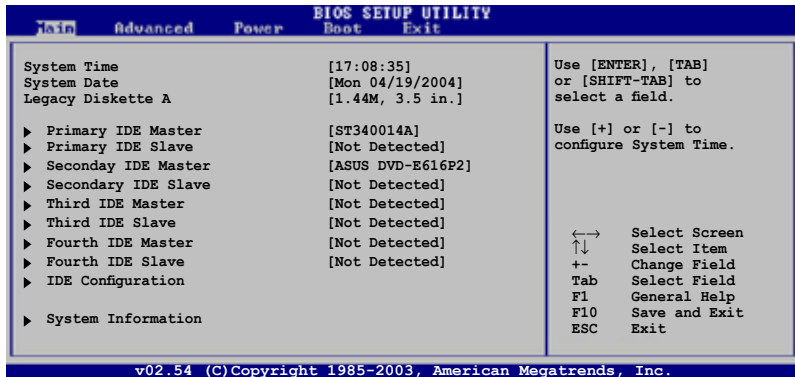 BIOS SETUP UTILITY
Main Advanced Power Boot Exit
System Time [17:08:35]
System Date [Mon 04/19/2004]
Legacy Diskette A [1.44M, 3.5 in.]
Primary IDE Master [ST340014A]
Primary IDE Slave [Not Detected]
Seconday IDE Master [ASUS DVD-E616P2]
Secondary IDE Slave [Not Detected]
Third IDE Master [Not Detected]
Third IDE Slave [Not Detected]
Fourth IDE Master [Not Detected]
Fourth IDE Slave [Not Detected]
IDE Configuration
System Information
Use [ENTER], [TAB]
or [SHIFT-TAB] to
select a field.
Use [+] or [-] to
configure System Time.
←→ Select Screen
↑↓ Select Item
+- Change Field
Tab Select Field
F1 General Help
F10 Save and Exit
ESC Exit
v02.54 (C)Copyright 1985-2003, American Megatrends, Inc.